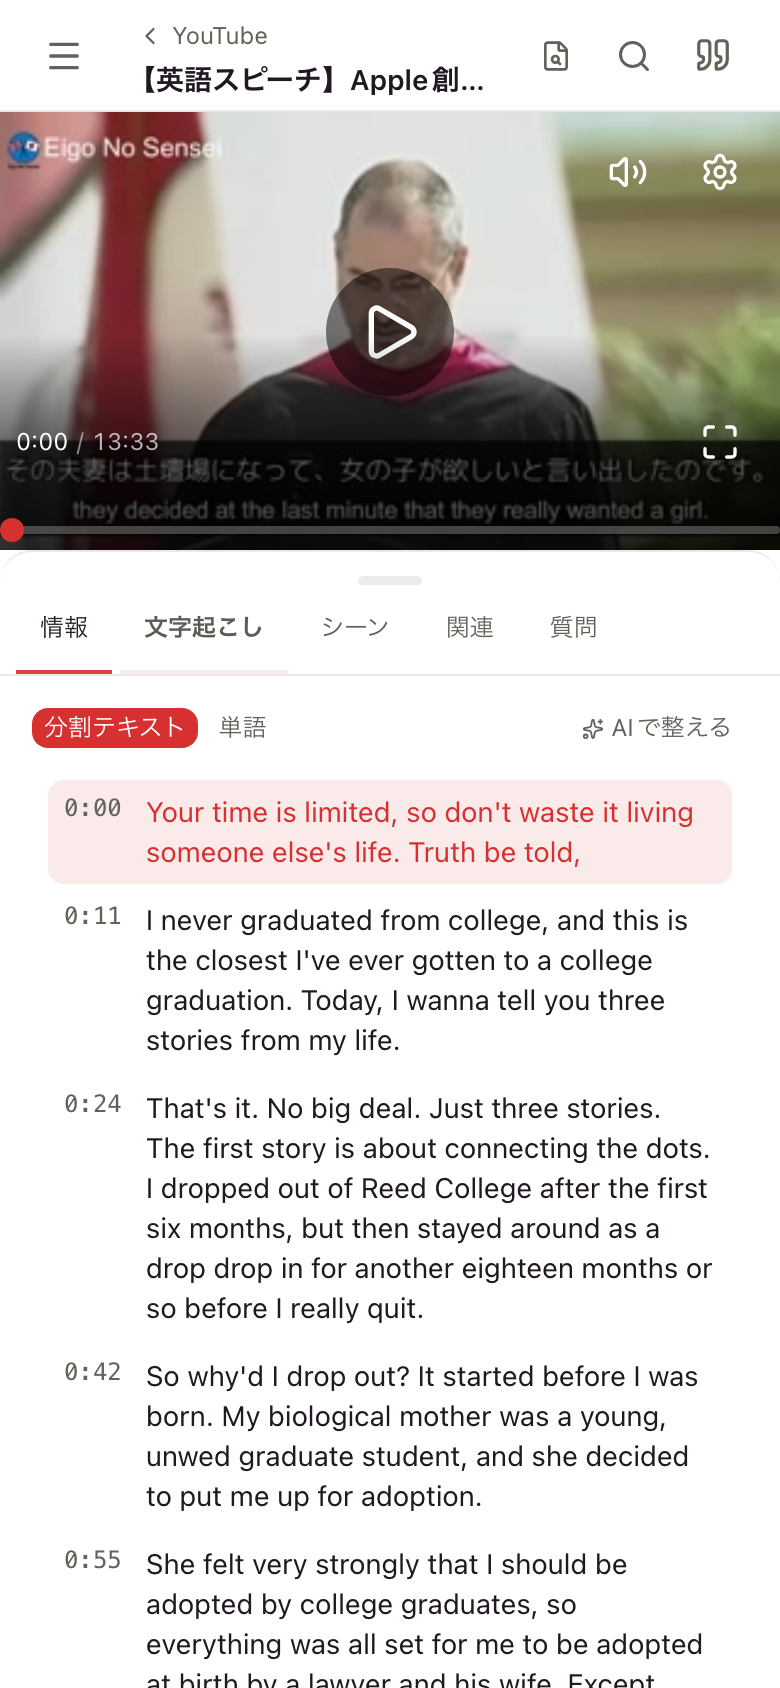 YouTube
【英語スピーチ】Apple創...
Eigo No Sensei
0:00 / 13:33
その夫妻は土壇場になって、女の子が欲しいと言い出したのです。
they decided at the last minute that they really wanted a girl.
情報 文字起こし シーン 関連 質問
分割テキスト 単語 AIで整える
0:00 Your time is limited, so don't waste it living
someone else's life. Truth be told,
0:11 I never graduated from college, and this is
the closest I've ever gotten to a college
graduation. Today, I wanna tell you three
stories from my life.
0:24 That's it. No big deal. Just three stories.
The first story is about connecting the dots.
I dropped out of Reed College after the first
six months, but then stayed around as a
drop drop in for another eighteen months or
so before I really quit.
0:42 So why'd I drop out? It started before I was
born. My biological mother was a young,
unwed graduate student, and she decided
to put me up for adoption.
0:55 She felt very strongly that I should be
adopted by college graduates, so
everything was all set for me to be adopted
at birth by a lawyer and his wife. Except